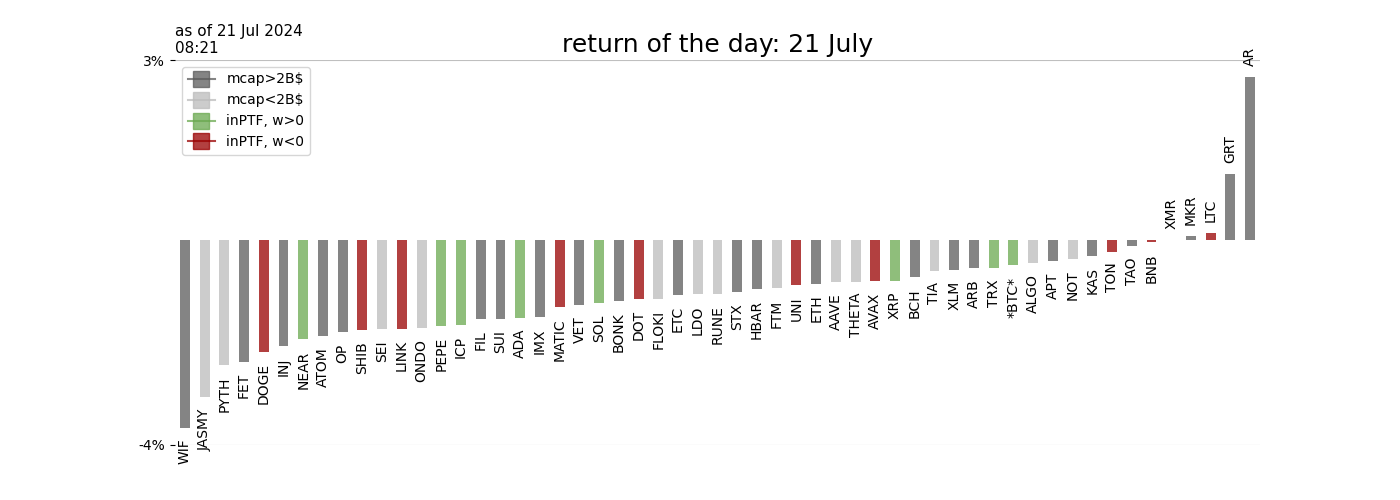 as of 21 Jul 2024
08:21
return of the day: 21 July
3%
mcap>2B$
mcap<2B$
inPTF, w>0
inPTF, w<0
-4%
WIF
JASMY
PYTH
FET
DOGE
INJ
NEAR
ATOM
OP
SHIB
SEI
LINK
ONDO
PEPE
ICP
FIL
SUI
ADA
IMX
MATIC
VET
SOL
BONK
DOT
FLOKI
ETC
LDO
RUNE
STX
HBAR
FTM
UNI
ETH
AAVE
THETA
AVAX
XRP
BCH
TIA
XLM
ARB
TRX
*BTC*
ALGO
APT
NOT
KAS
TON
TAO
BNB
XMR
MKR
LTC
GRT
AR